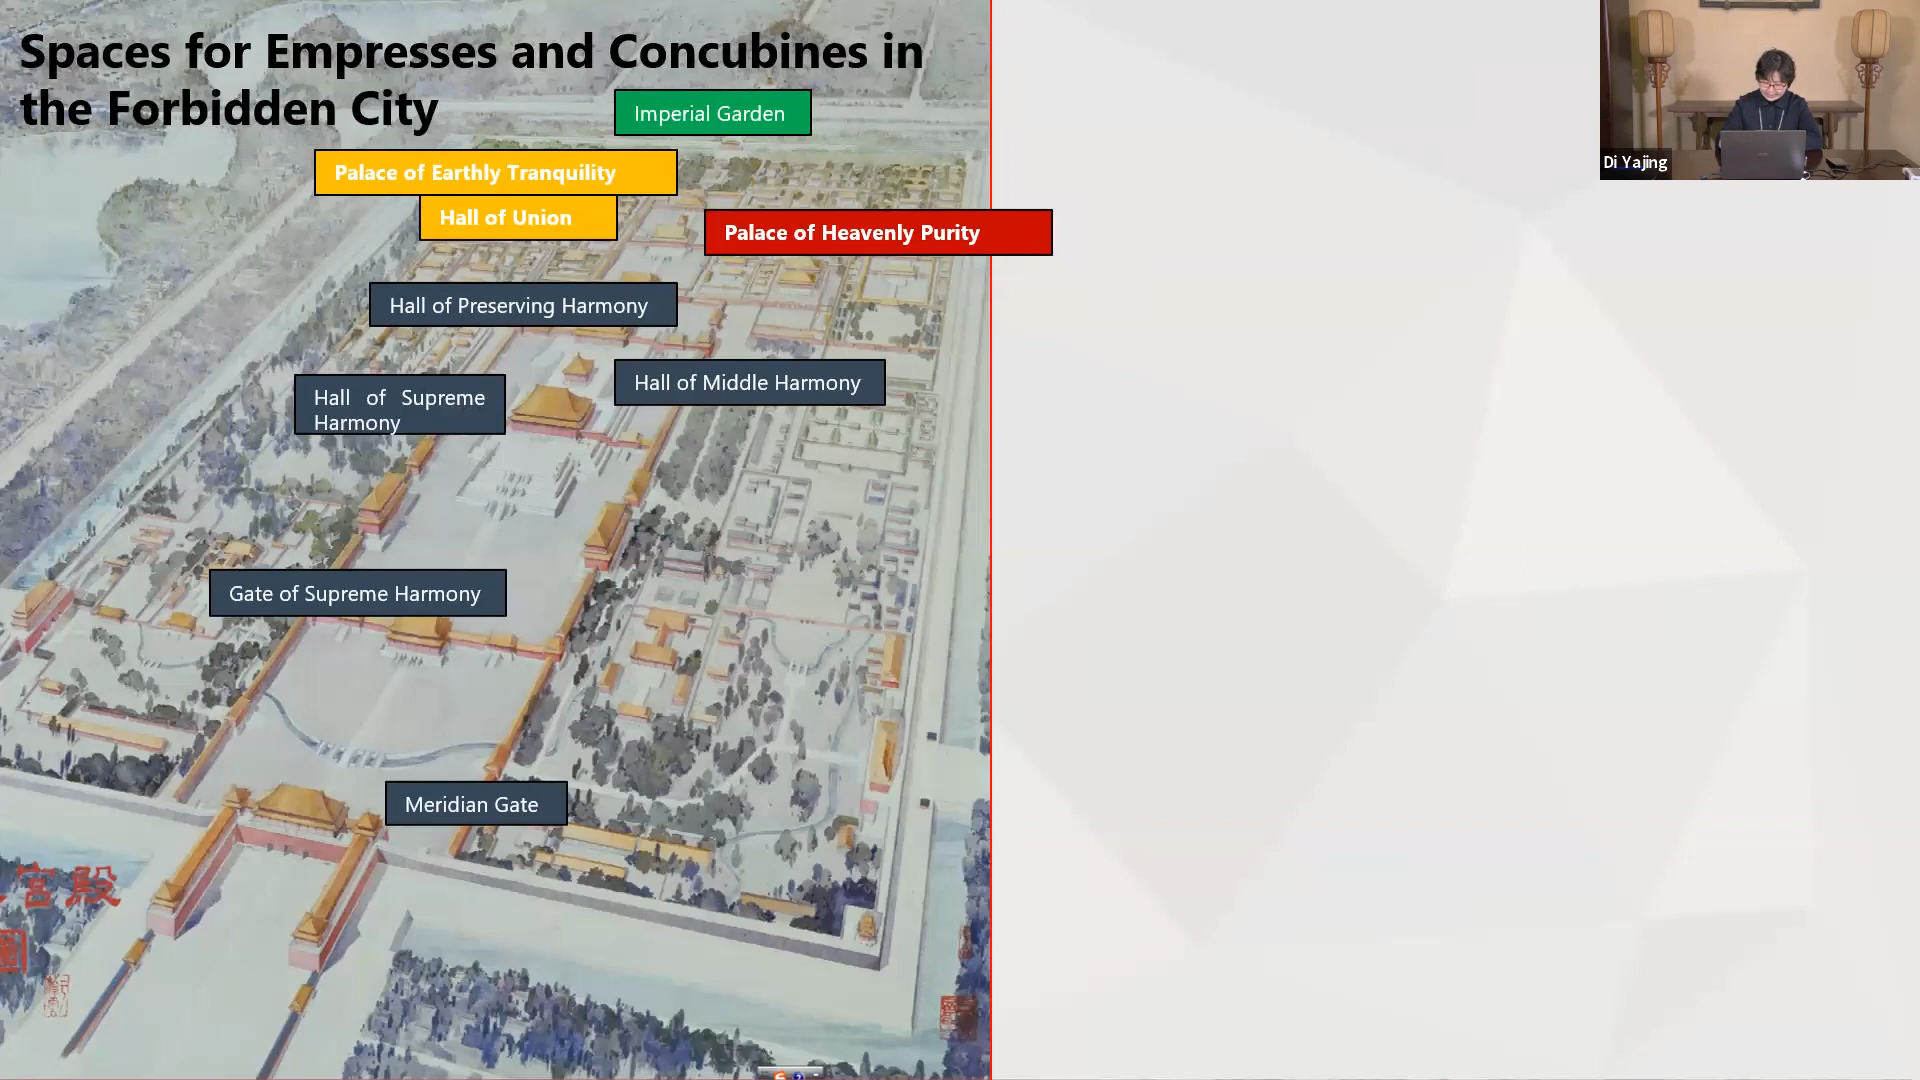 Spaces for Empresses and Concubines in
the Forbidden City
Imperial Garden
Palace of Earthly Tranquility
Hall of Union
Palace of Heavenly Purity
Hall of Preserving Harmony
Hall of Middle Harmony
Hall of Supreme
Harmony
Gate of Supreme Harmony
Meridian Gate
宮殿
圖
Di Yajing